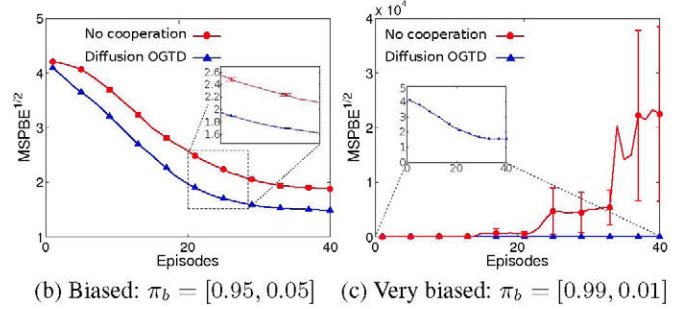 × 10⁴
5
4
3
2
1
MSPBE^1/2
No cooperation
Diffusion OGTD
2.6
2.4
2.2
2
1.8
1.6
0 20 40
Episodes
4
3
2
1
0
MSPBE^1/2
No cooperation
Diffusion OGTD
5
4
3
2
1
0
0 20 40
0 20 40
Episodes
(b) Biased: π_b = [0.95, 0.05]
(c) Very biased: π_b = [0.99, 0.01]